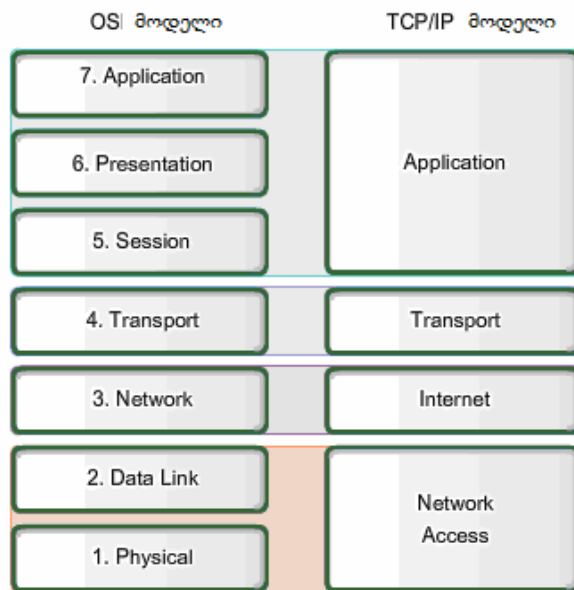 OSI მოდელი
TCP/IP მოდელი
7. Application
6. Presentation
5. Session
4. Transport
3. Network
2. Data Link
1. Physical
Application
Transport
Internet
Network
Access